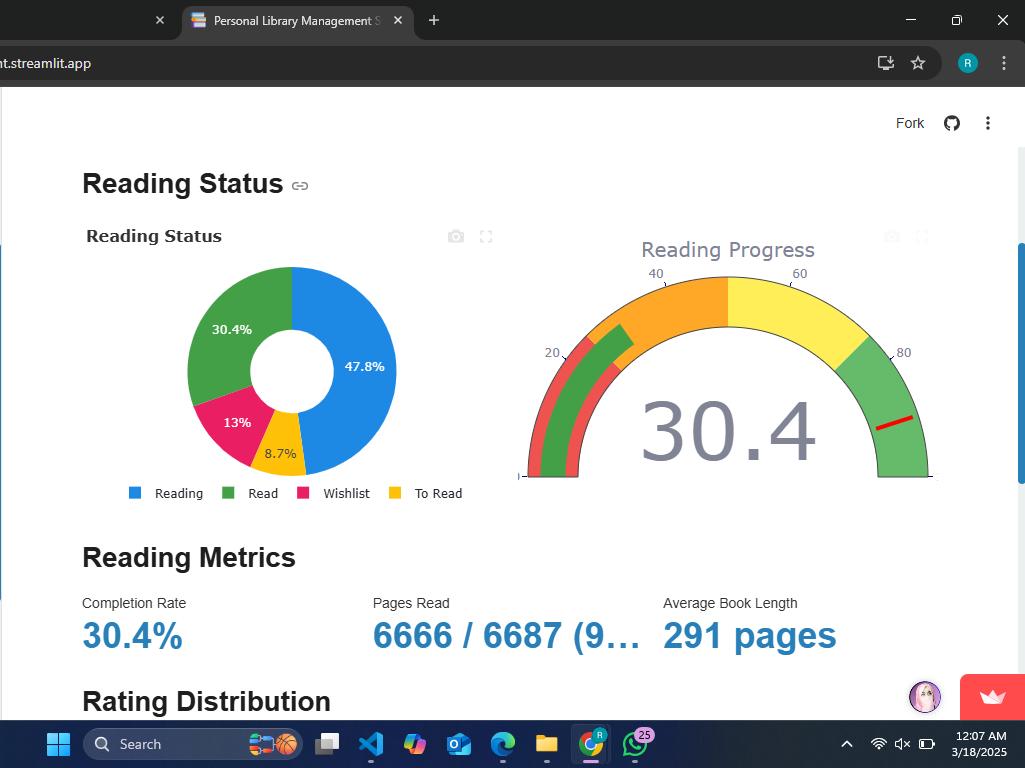 Personal Library Management S
nt.streamlit.app
R
Fork
Reading Status
Reading Status
30.4%
47.8%
13%
8.7%
Reading
Read
Wishlist
To Read
Reading Progress
20
40
60
80
30.4
Reading Metrics
Completion Rate
30.4%
Pages Read
6666 / 6687 (9…
Average Book Length
291 pages
Rating Distribution
Search
R
25
12:07 AM
3/18/2025